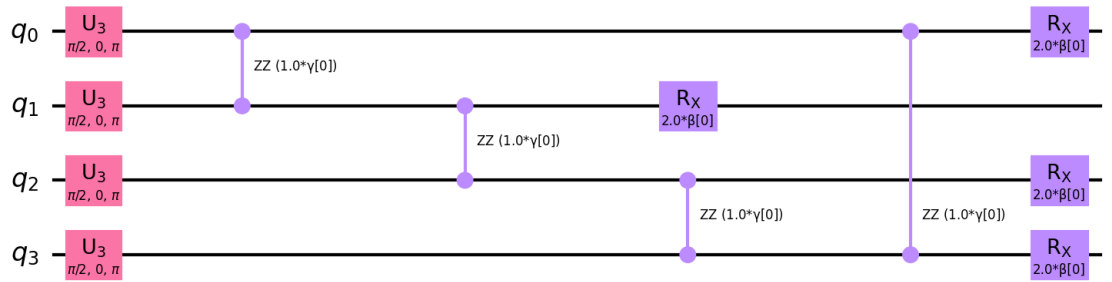 q0 U3 π/2, 0, π ZZ (1.0*γ[0]) RX 2.0*β[0]
q1 U3 π/2, 0, π ZZ (1.0*γ[0]) RX 2.0*β[0]
q2 U3 π/2, 0, π ZZ (1.0*γ[0]) RX 2.0*β[0]
q3 U3 π/2, 0, π ZZ (1.0*γ[0]) RX 2.0*β[0]